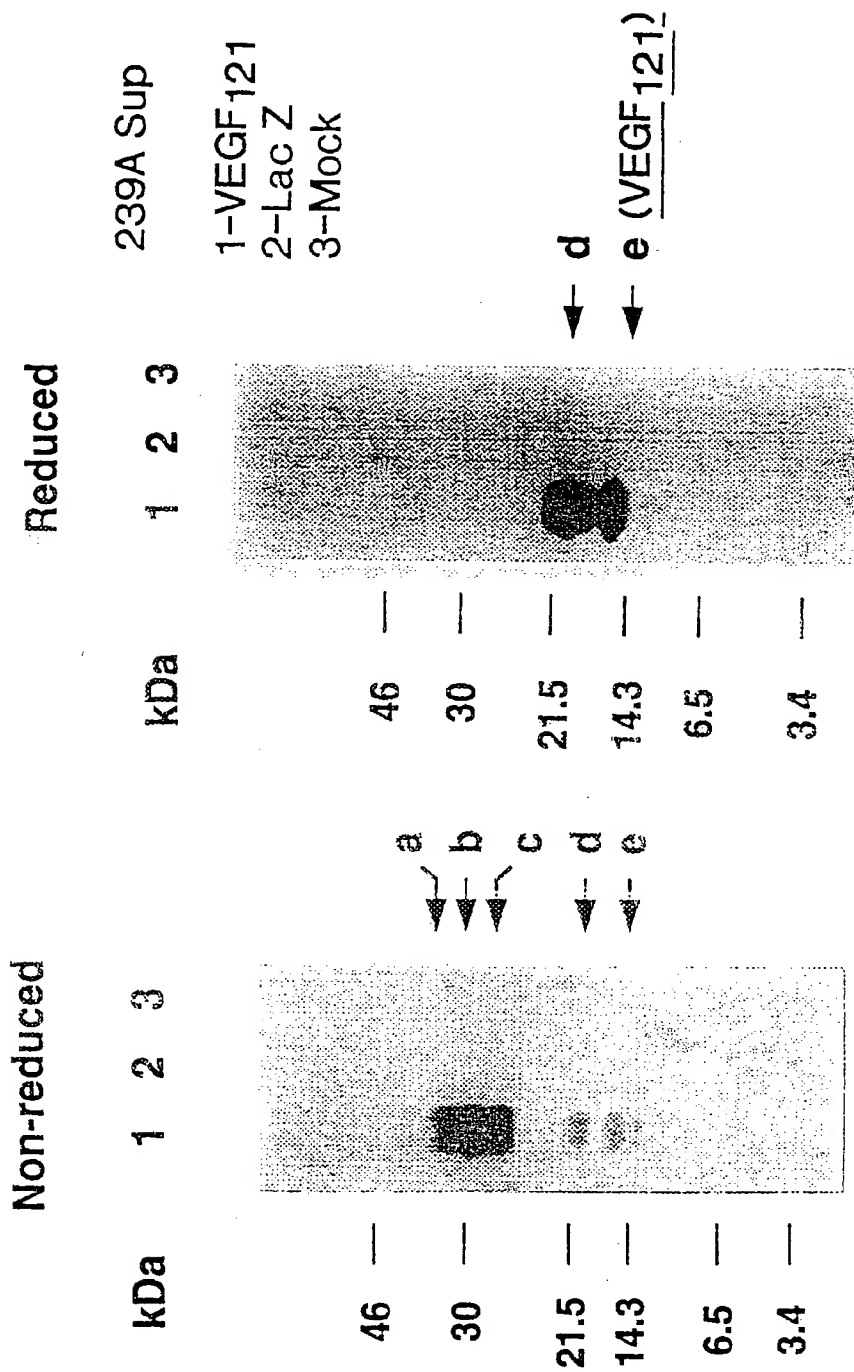 Non-reduced
kDa 1 2 3
46
30
21.5
14.3
6.5
3.4
a
b
c
d
e
Reduced
kDa 1 2 3
46
30
21.5
14.3
6.5
3.4
d
e (VEGF121)
239A Sup
1-VEGF121
2-Lac Z
3-Mock